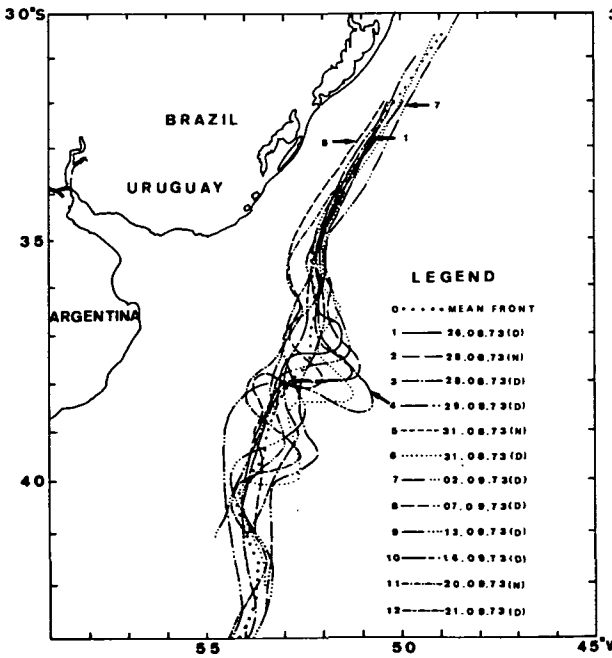 30°S
BRAZIL
7
1
URUGUAY
35
LEGEND
ARGENTINA
0 MEAN FRONT
1 26.08.73(D)
2 28.08.73(N)
3 28.08.73(D)
4 29.08.73(D)
5 31.08.73(N)
6 31.08.73(D)
7 02.09.73(D)
8 07.09.73(D)
9 13.09.73(D)
10 14.09.73(D)
11 20.09.73(N)
12 21.09.73(D)
40
55 50 45°W